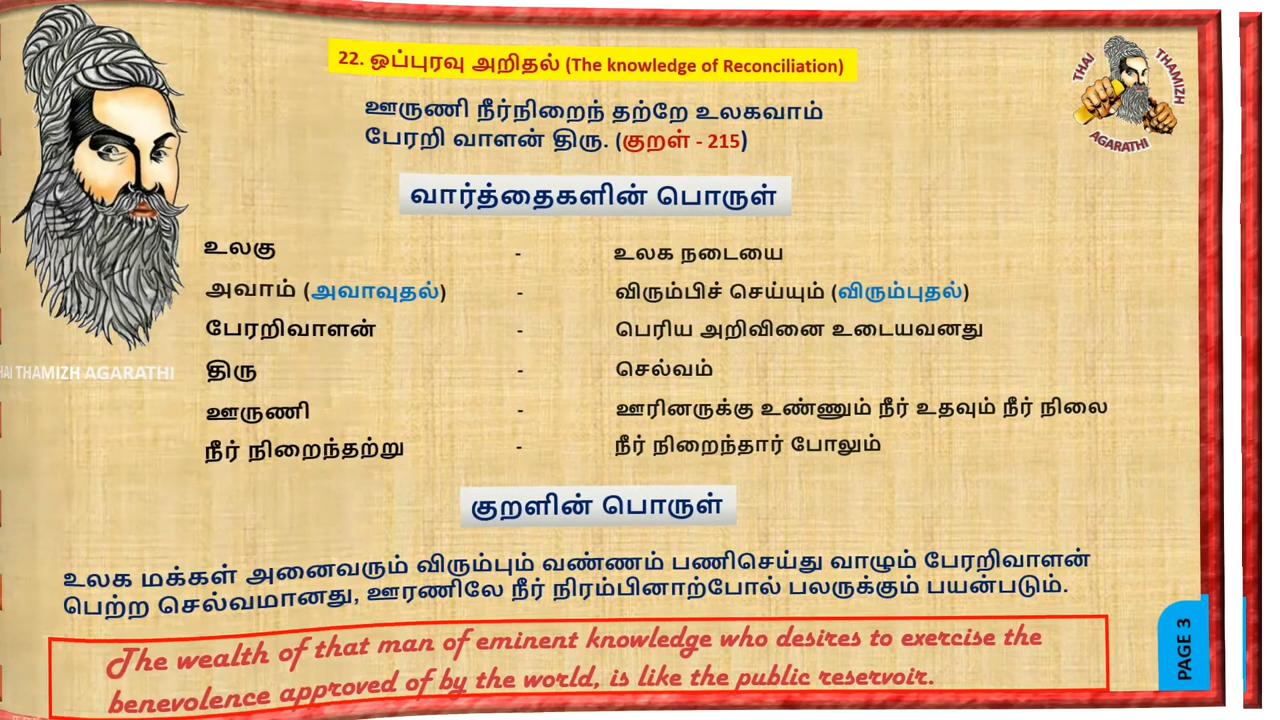 22. ஒப்புரவு அறிதல் (The knowledge of Reconciliation)
THAI THAMIZH AGARATHI
ஊருணி நீர்நிறைந் தற்றே உலகவாம்
பேரறி வாளன் திரு. (குறள் - 215)
வார்த்தைகளின் பொருள்
உலகு - உலக நடையை
அவாம் (அவாவுதல்) - விரும்பிச் செய்யும் (விரும்புதல்)
பேரறிவாளன் - பெரிய அறிவினை உடையவனது
திரு - செல்வம்
HAI THAMIZH AGARATHI
ஊருணி - ஊரினருக்கு உண்ணும் நீர் உதவும் நீர் நிலை
நீர் நிறைந்தற்று - நீர் நிறைந்தார் போலும்
குறளின் பொருள்
உலக மக்கள் அனைவரும் விரும்பும் வண்ணம் பணிசெய்து வாழும் பேரறிவாளன்
பெற்ற செல்வமானது, ஊரணிலே நீர் நிரம்பினாற்போல் பலருக்கும் பயன்படும்.
The wealth of that man of eminent knowledge who desires to exercise the
benevolence approved of by the world, is like the public reservoir.
PAGE 3